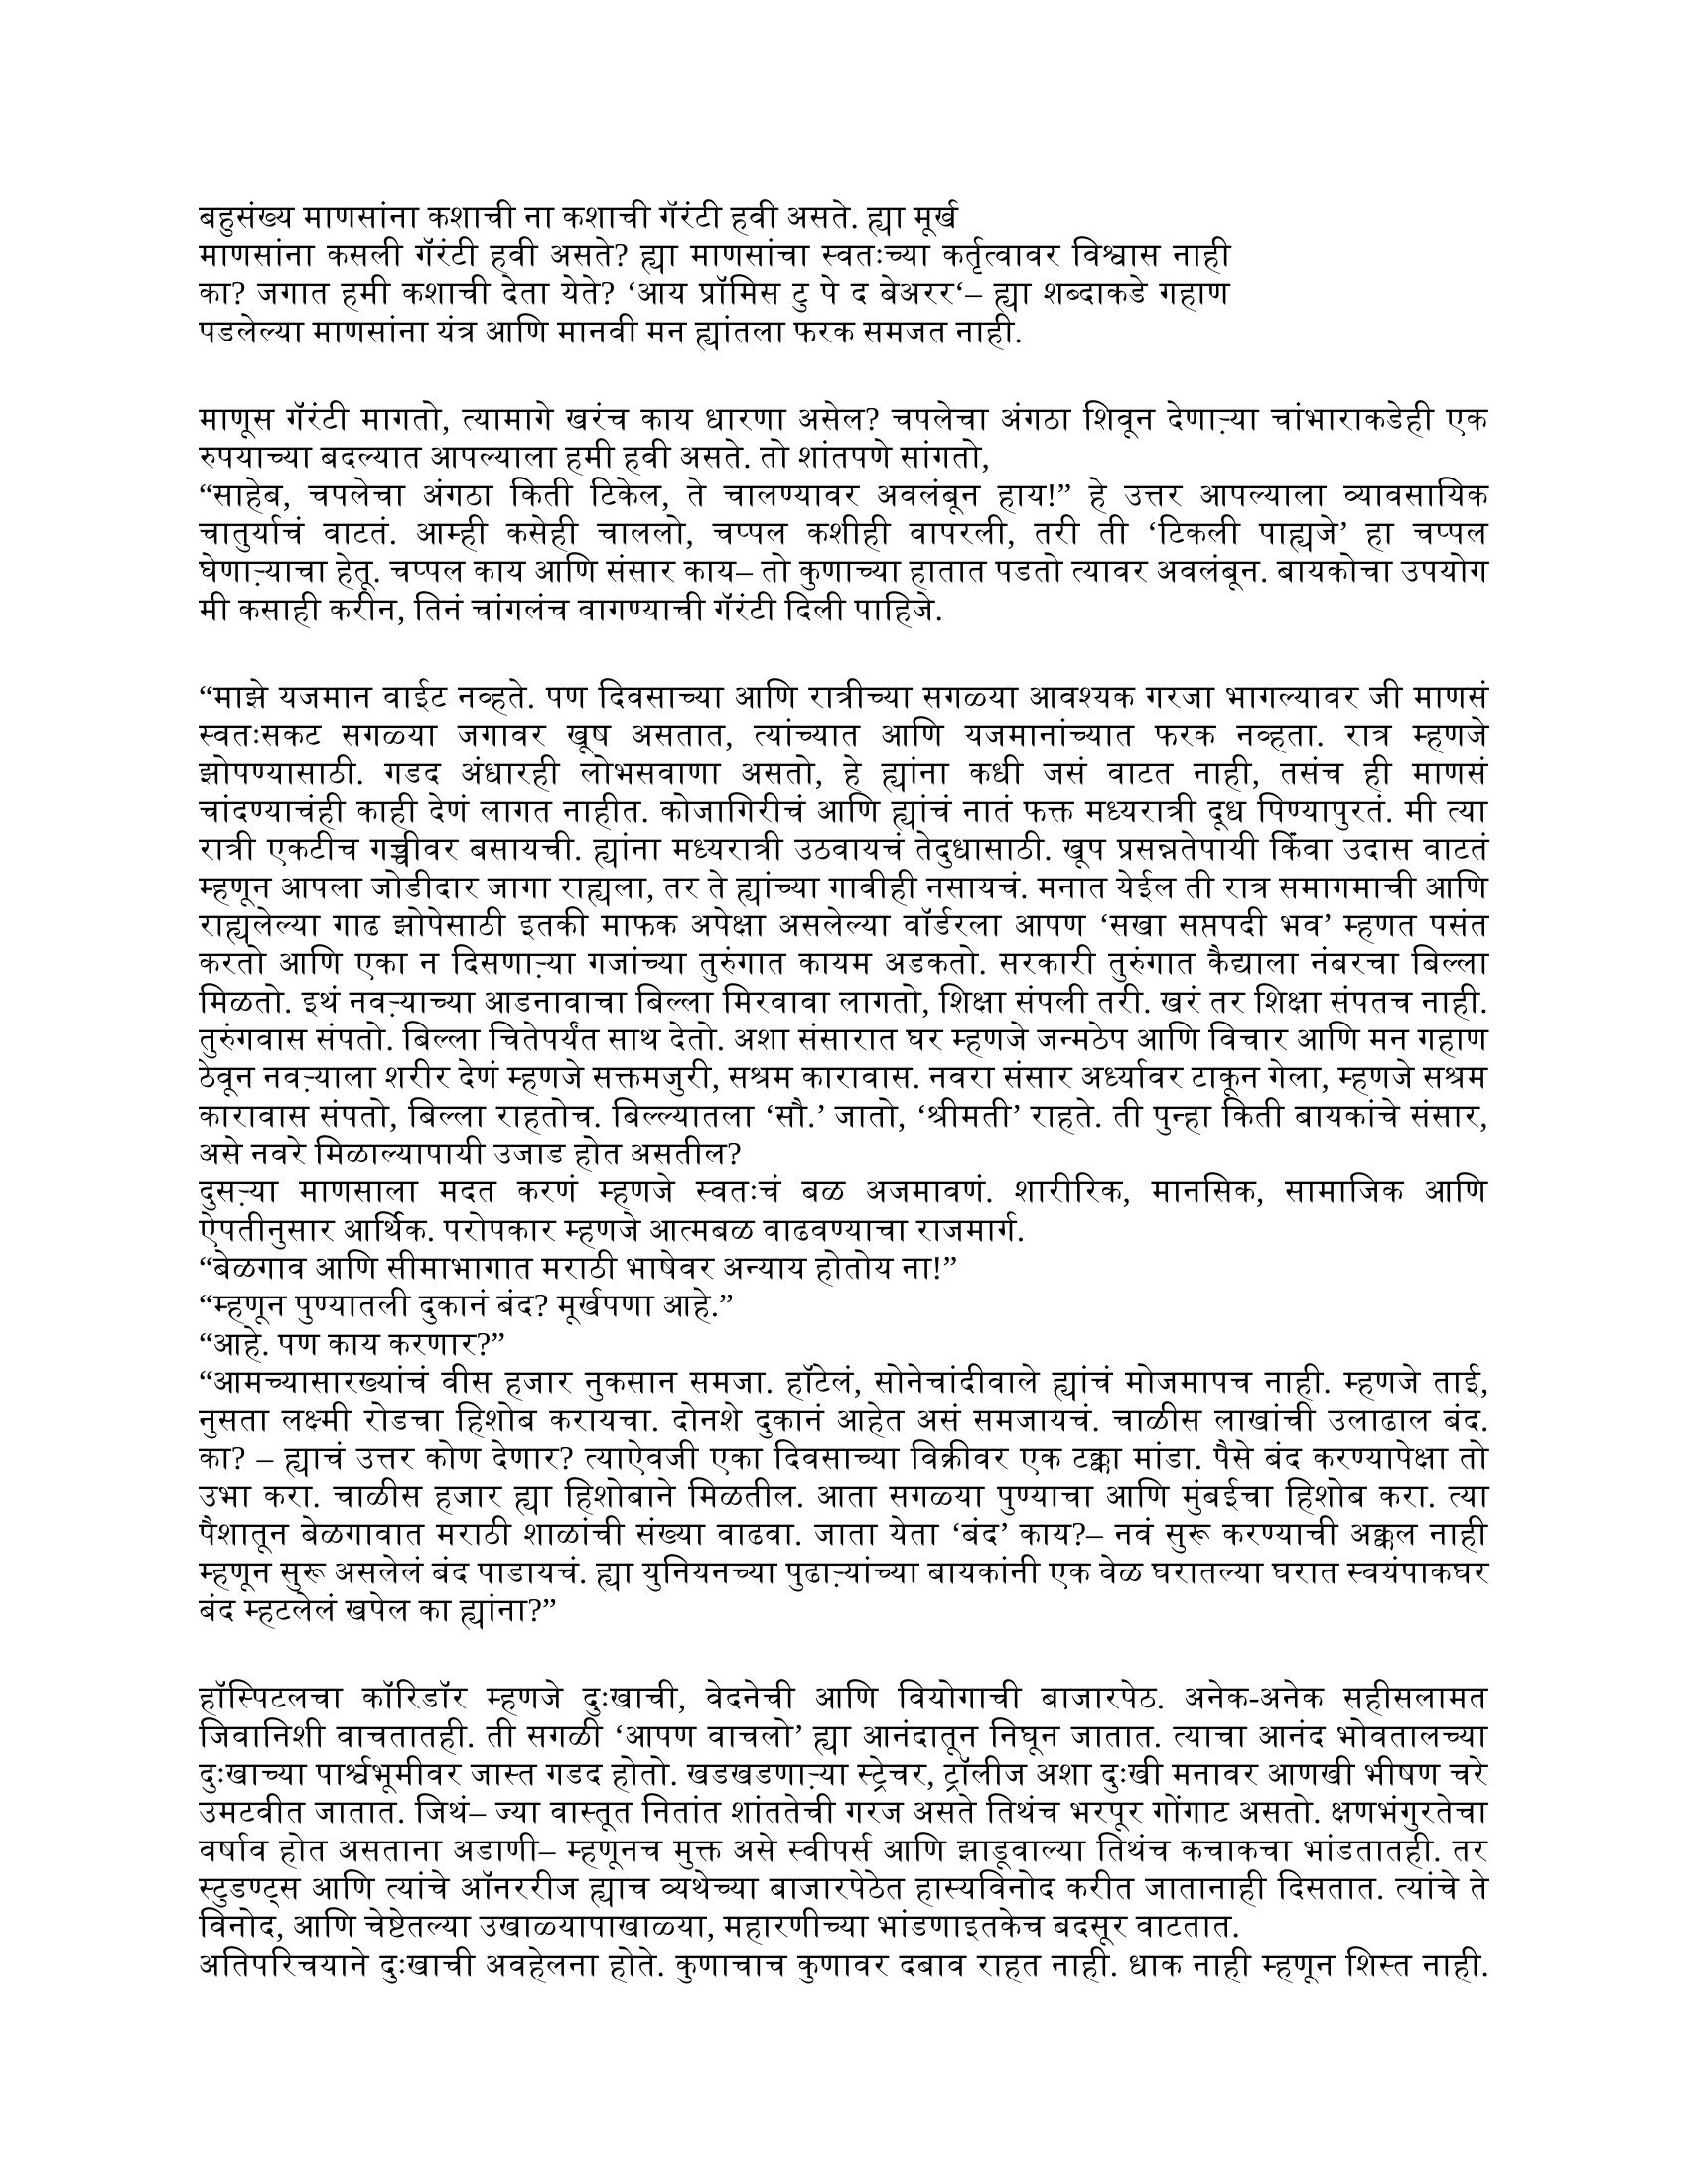 बहुसंख्य माणसांना कशाची ना कशाची गॅरंटी हवी असते. ह्या मूर्ख
माणसांना कसली गॅरंटी हवी असते? ह्या माणसांचा स्वतःच्या कर्तृत्वावर विश्वास नाही
का? जगात हमी कशाची देता येते? ‘आय प्रॉमिस टु पे द बेअरर‘– ह्या शब्दाकडे गहाण
पडलेल्या माणसांना यंत्र आणि मानवी मन ह्यांतला फरक समजत नाही.
माणूस गॅरंटी मागतो, त्यामागे खरंच काय धारणा असेल? चपलेचा अंगठा शिवून देणाऱ्या चांभाराकडेही एक
रुपयाच्या बदल्यात आपल्याला हमी हवी असते. तो शांतपणे सांगतो,
“साहेब, चपलेचा अंगठा किती टिकेल, ते चालण्यावर अवलंबून हाय!” हे उत्तर आपल्याला व्यावसायिक
चातुर्याचं वाटतं. आम्ही कसेही चाललो, चप्पल कशीही वापरली, तरी ती ‘टिकली पाह्यजे’ हा चप्पल
घेणाऱ्याचा हेतू. चप्पल काय आणि संसार काय– तो कुणाच्या हातात पडतो त्यावर अवलंबून. बायकोचा उपयोग
मी कसाही करीन, तिनं चांगलंच वागण्याची गॅरंटी दिली पाहिजे.
“माझे यजमान वाईट नव्हते. पण दिवसाच्या आणि रात्रीच्या सगळ्या आवश्यक गरजा भागल्यावर जी माणसं
स्वतःसकट सगळ्या जगावर खूष असतात, त्यांच्यात आणि यजमानांच्यात फरक नव्हता. रात्र म्हणजे
झोपण्यासाठी. गडद अंधारही लोभसवाणा असतो, हे ह्यांना कधी जसं वाटत नाही, तसंच ही माणसं
चांदण्याचंही काही देणं लागत नाहीत. कोजागिरीचं आणि ह्यांचं नातं फक्त मध्यरात्री दूध पिण्यापुरतं. मी त्या
रात्री एकटीच गच्चीवर बसायची. ह्यांना मध्यरात्री उठवायचं तेदुधासाठी. खूप प्रसन्नतेपायी किंवा उदास वाटतं
म्हणून आपला जोडीदार जागा राह्यला, तर ते ह्यांच्या गावीही नसायचं. मनात येईल ती रात्र समागमाची आणि
राह्यलेल्या गाढ झोपेसाठी इतकी माफक अपेक्षा असलेल्या वॉर्डरला आपण ‘सखा सप्तपदी भव’ म्हणत पसंत
करतो आणि एका न दिसणाऱ्या गजांच्या तुरुंगात कायम अडकतो. सरकारी तुरुंगात कैद्याला नंबरचा बिल्ला
मिळतो. इथं नवऱ्याच्या आडनावाचा बिल्ला मिरवावा लागतो, शिक्षा संपली तरी. खरं तर शिक्षा संपतच नाही.
तुरुंगवास संपतो. बिल्ला चितेपर्यंत साथ देतो. अशा संसारात घर म्हणजे जन्मठेप आणि विचार आणि मन गहाण
ठेवून नवऱ्याला शरीर देणं म्हणजे सक्तमजुरी, सश्रम कारावास. नवरा संसार अर्ध्यावर टाकून गेला, म्हणजे सश्रम
कारावास संपतो, बिल्ला राहतोच. बिल्ल्यातला ‘सौ.’ जातो, ‘श्रीमती’ राहते. ती पुन्हा किती बायकांचे संसार,
असे नवरे मिळाल्यापायी उजाड होत असतील?
दुसऱ्या माणसाला मदत करणं म्हणजे स्वतःचं बळ अजमावणं. शारीरिक, मानसिक, सामाजिक आणि
ऐपतीनुसार आर्थिक. परोपकार म्हणजे आत्मबळ वाढवण्याचा राजमार्ग.
“बेळगाव आणि सीमाभागात मराठी भाषेवर अन्याय होतोय ना!”
“म्हणून पुण्यातली दुकानं बंद? मूर्खपणा आहे.”
“आहे. पण काय करणार?”
“आमच्यासारख्यांचं वीस हजार नुकसान समजा. हॉटेलं, सोनेचांदीवाले ह्यांचं मोजमापच नाही. म्हणजे ताई,
नुसता लक्ष्मी रोडचा हिशोब करायचा. दोनशे दुकानं आहेत असं समजायचं. चाळीस लाखांची उलाढाल बंद.
का? – ह्याचं उत्तर कोण देणार? त्याऐवजी एका दिवसाच्या विक्रीवर एक टक्का मांडा. पैसे बंद करण्यापेक्षा तो
उभा करा. चाळीस हजार ह्या हिशोबाने मिळतील. आता सगळ्या पुण्याचा आणि मुंबईचा हिशोब करा. त्या
पैशातून बेळगावात मराठी शाळांची संख्या वाढवा. जाता येता ‘बंद’ काय?– नवं सुरू करण्याची अक्कल नाही
म्हणून सुरू असलेलं बंद पाडायचं. ह्या युनियनच्या पुढाऱ्यांच्या बायकांनी एक वेळ घरातल्या घरात स्वयंपाकघर
बंद म्हटलेलं खपेल का ह्यांना?”
हॉस्पिटलचा कॉरिडॉर म्हणजे दुःखाची, वेदनेची आणि वियोगाची बाजारपेठ. अनेक-अनेक सहीसलामत
जिवानिशी वाचतातही. ती सगळी ‘आपण वाचलो’ ह्या आनंदातून निघून जातात. त्याचा आनंद भोवतालच्या
दुःखाच्या पार्श्वभूमीवर जास्त गडद होतो. खडखडणाऱ्या स्ट्रेचर, ट्रॉलीज अशा दुःखी मनावर आणखी भीषण चरे
उमटवीत जातात. जिथं– ज्या वास्तूत नितांत शांततेची गरज असते तिथंच भरपूर गोंगाट असतो. क्षणभंगुरतेचा
वर्षाव होत असताना अडाणी– म्हणूनच मुक्त असे स्वीपर्स आणि झाडूवाल्या तिथंच कचाकचा भांडतातही. तर
स्टुडण्ट्स आणि त्यांचे ऑनररीज ह्याच व्यथेच्या बाजारपेठेत हास्यविनोद करीत जातानाही दिसतात. त्यांचे ते
विनोद, आणि चेष्टेतल्या उखाळ्यापाखाळ्या, महारणीच्या भांडणाइतकेच बदसूर वाटतात.
अतिपरिचयाने दुःखाची अवहेलना होते. कुणाचाच कुणावर दबाव राहत नाही. धाक नाही म्हणून शिस्त नाही.